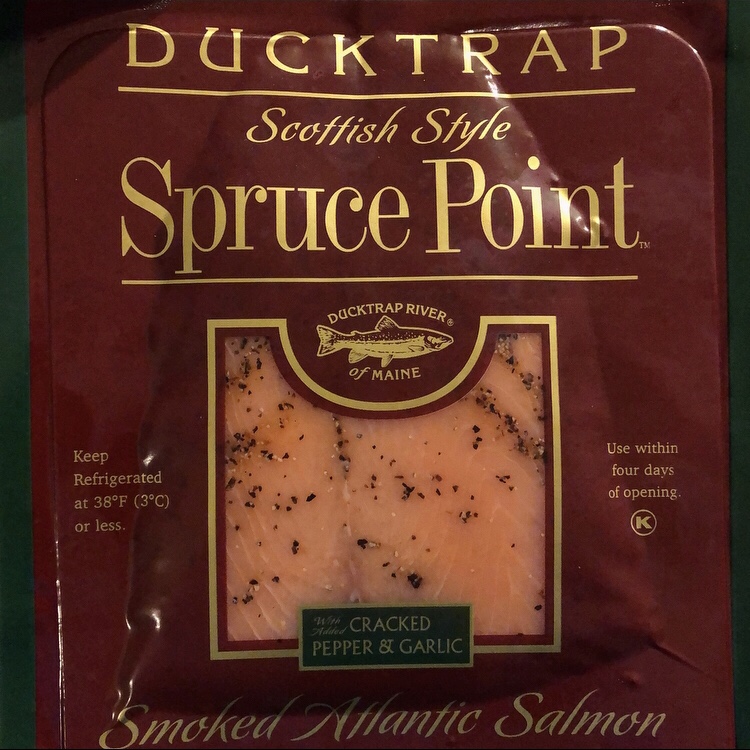 DUCKTRAP
Scottish Style
Spruce Point™
DUCKTRAP RIVER®
of MAINE
Keep
Refrigerated
at 38°F (3°C)
or less.
Use within
four days
of opening.
K
With
Added
CRACKED
PEPPER & GARLIC
Smoked Atlantic Salmon